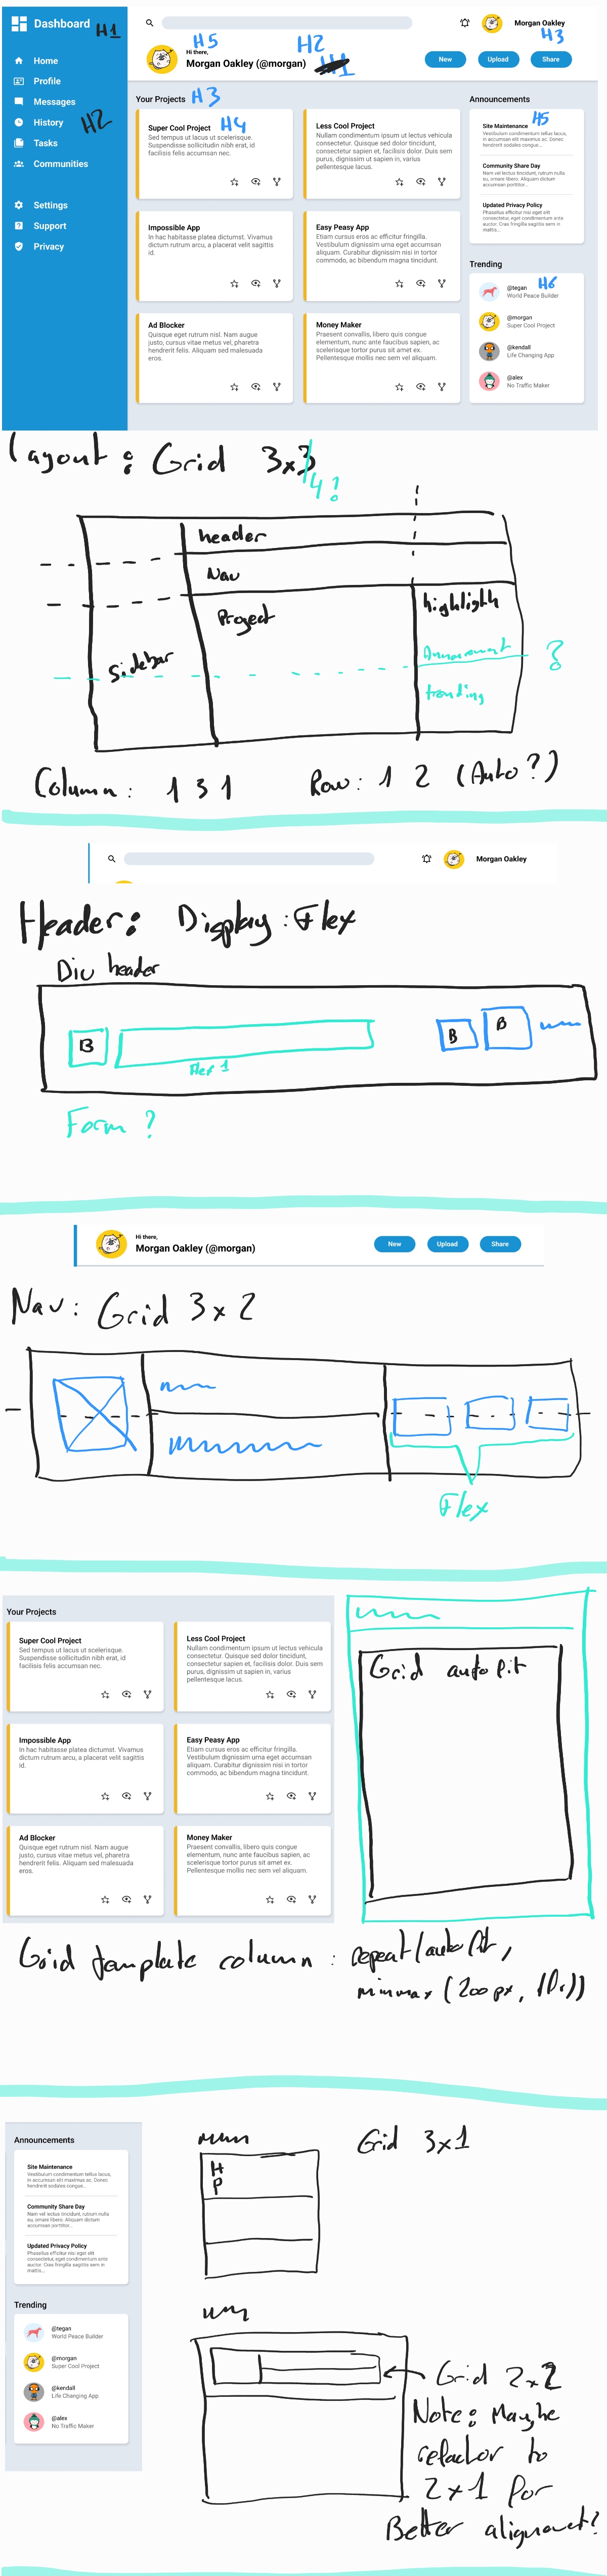 Dashboard H1
Home
Profile
Messages
History
H2
Tasks
Communities
Settings
Support
Privacy
Morgan Oakley
H3
H5
Hi there,
H2
Morgan Oakley (@morgan)
H1
New
Upload
Share
Your Projects H3
Super Cool Project H4
Sed tempus ut lacus ut scelerisque.
Suspendisse sollicitudin nibh erat, id
facilisis felis accumsan nec.
Less Cool Project
Nullam condimentum ipsum ut lectus vehicula
consectetur. Quisque sed dolor tincidunt,
consectetur sapien et, facilisis dolor. Duis sem
purus, dignissim ut sapien in, varius
pellentesque lacus.
Impossible App
In hac habitasse platea dictumst. Vivamus
dictum rutrum arcu, a placerat velit sagittis
id.
Easy Peasy App
Etiam cursus eros ac efficitur fringilla.
Vestibulum dignissim urna eget accumsan
aliquam. Curabitur dignissim nisi in tortor
commodo, ac bibendum magna tincidunt.
Ad Blocker
Quisque eget rutrum nisl. Nam augue
justo, cursus vitae metus vel, pharetra
hendrerit felis. Aliquam sed malesuada
eros.
Money Maker
Praesent convallis, libero quis congue
elementum, nunc ante faucibus sapien, ac
scelerisque tortor purus sit amet ex.
Pellentesque mollis nec sem vel aliquam.
Announcements
Site Maintenance H5
Vestibulum condimentum tellus lacus,
in accumsan elit maximus ac. Donec
hendrerit sodales congue...
Community Share Day
Nam vel lectus tincidunt, rutrum nulla
eu, ornare libero. Aliquam dictum
accumsan porttitor...
Updated Privacy Policy
Phasellus efficitur nisi eget elit
consectetur, eget condimentum ante
auctor. Cras fringilla sagittis sem in
mattis...
Trending
@tegan H6
World Peace Builder
@morgan
Super Cool Project
@kendall
Life Changing App
@alex
No Traffic Maker
Layout: Grid 3x3/4?
header
Nav
Project
highligth
Sidebar
?
trending
Column: 1 3 1 Row: 1 2 (Auto?)
Morgan Oakley
Header: Display: Flex
Div header
B
Flex 1
B
B
Form ?
Hi there,
Morgan Oakley (@morgan)
New
Upload
Share
Nav: Grid 3x2
Flex
Your Projects
Super Cool Project
Sed tempus ut lacus ut scelerisque.
Suspendisse sollicitudin nibh erat, id
facilisis felis accumsan nec.
Less Cool Project
Nullam condimentum ipsum ut lectus vehicula
consectetur. Quisque sed dolor tincidunt,
consectetur sapien et, facilisis dolor. Duis sem
purus, dignissim ut sapien in, varius
pellentesque lacus.
Impossible App
In hac habitasse platea dictumst. Vivamus
dictum rutrum arcu, a placerat velit sagittis
id.
Easy Peasy App
Etiam cursus eros ac efficitur fringilla.
Vestibulum dignissim urna eget accumsan
aliquam. Curabitur dignissim nisi in tortor
commodo, ac bibendum magna tincidunt.
Ad Blocker
Quisque eget rutrum nisl. Nam augue
justo, cursus vitae metus vel, pharetra
hendrerit felis. Aliquam sed malesuada
eros.
Money Maker
Praesent convallis, libero quis congue
elementum, nunc ante faucibus sapien, ac
scelerisque tortor purus sit amet ex.
Pellentesque mollis nec sem vel aliquam.
Grid auto fit
Grid template column: repeat(auto fit,
minmax (200px, 1fr))
Announcements
Site Maintenance
Vestibulum condimentum tellus lacus,
in accumsan elit maximus ac. Donec
hendrerit sodales congue...
Community Share Day
Nam vel lectus tincidunt, rutrum nulla
eu, ornare libero. Aliquam dictum
accumsan porttitor...
Updated Privacy Policy
Phasellus efficitur nisi eget elit
consectetur, eget condimentum ante
auctor. Cras fringilla sagittis sem in
mattis...
Trending
@tegan
World Peace Builder
@morgan
Super Cool Project
@kendall
Life Changing App
@alex
No Traffic Maker
Grid 3x1
H
P
Grid 2x2
Note: Maybe
refactor to
2x1 for
Better alignment?